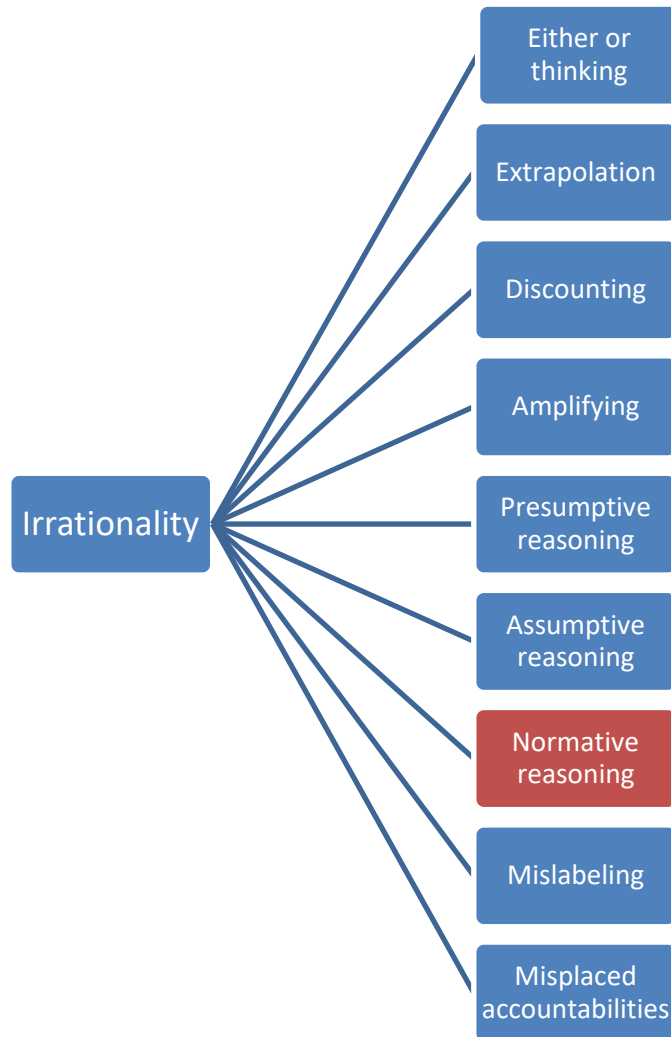 Either or
thinking
Extrapolation
Discounting
Amplifying
Irrationality
Presumptive
reasoning
Assumptive
reasoning
Normative
reasoning
Mislabeling
Misplaced
accountabilities